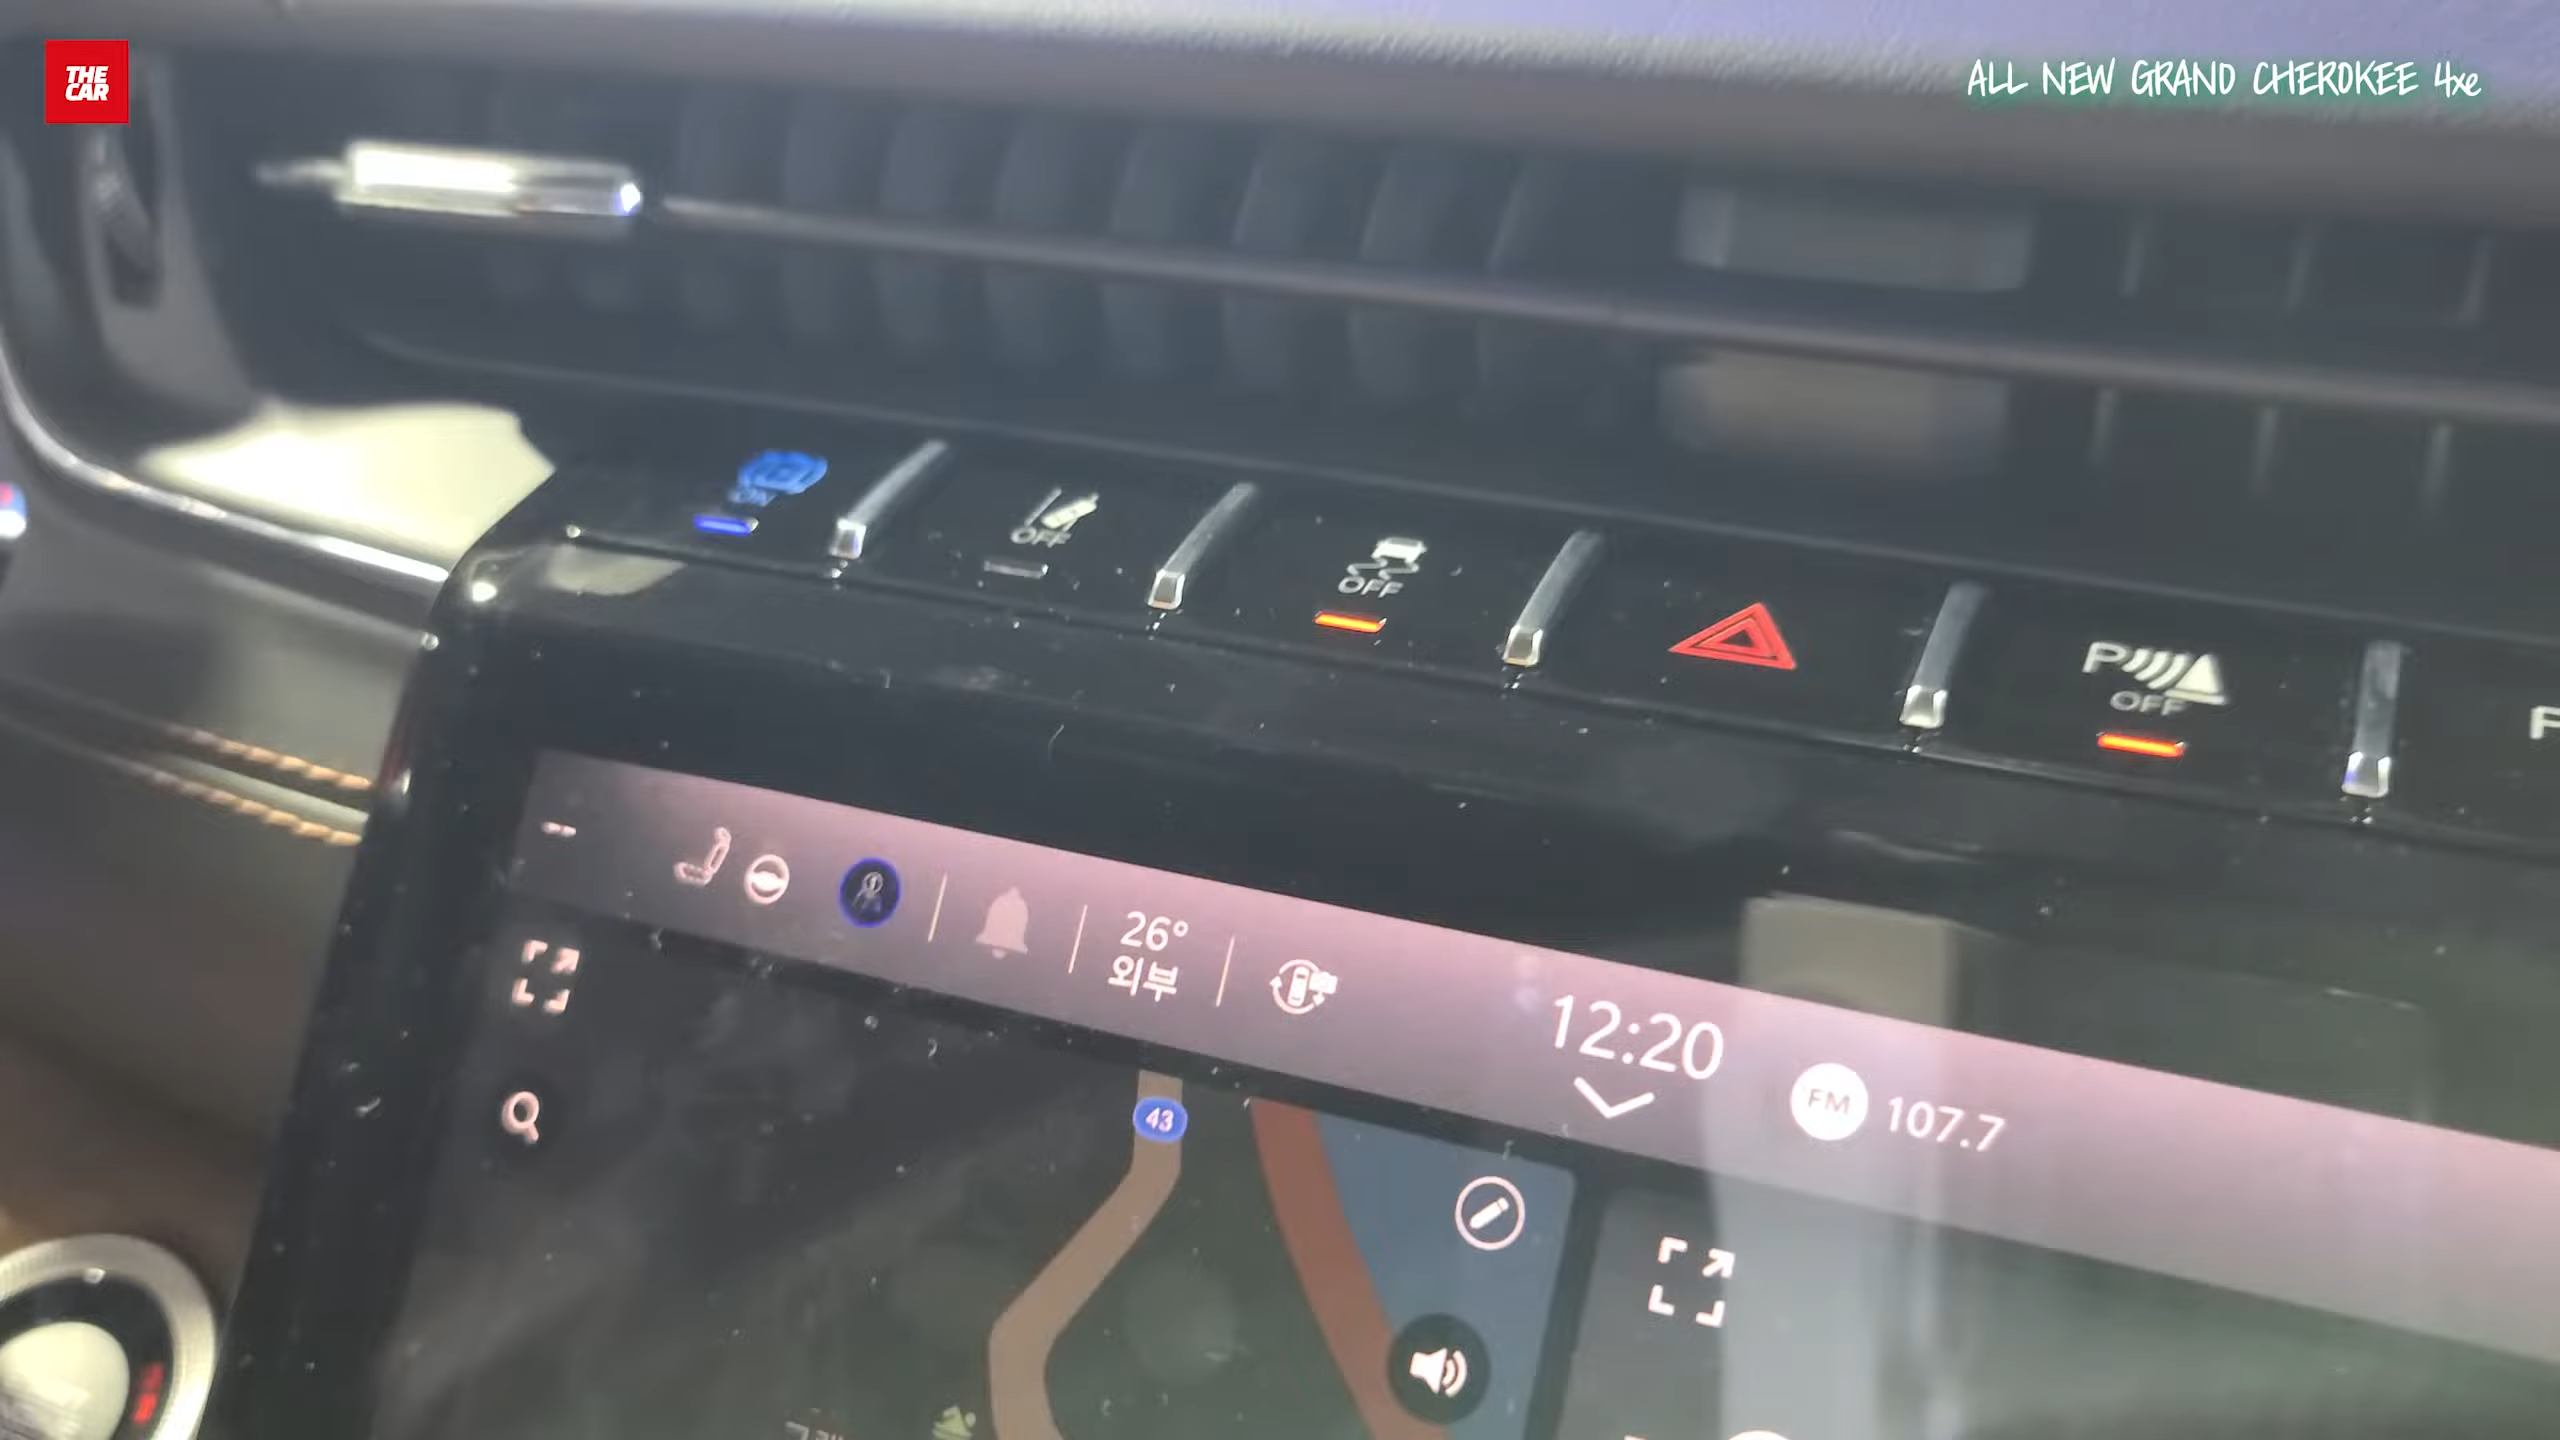 THE
CAR
ALL NEW GRAND CHEROKEE 4xe
ON
OFF
OFF
P
OFF
26°
외부
12:20
FM 107.7
43